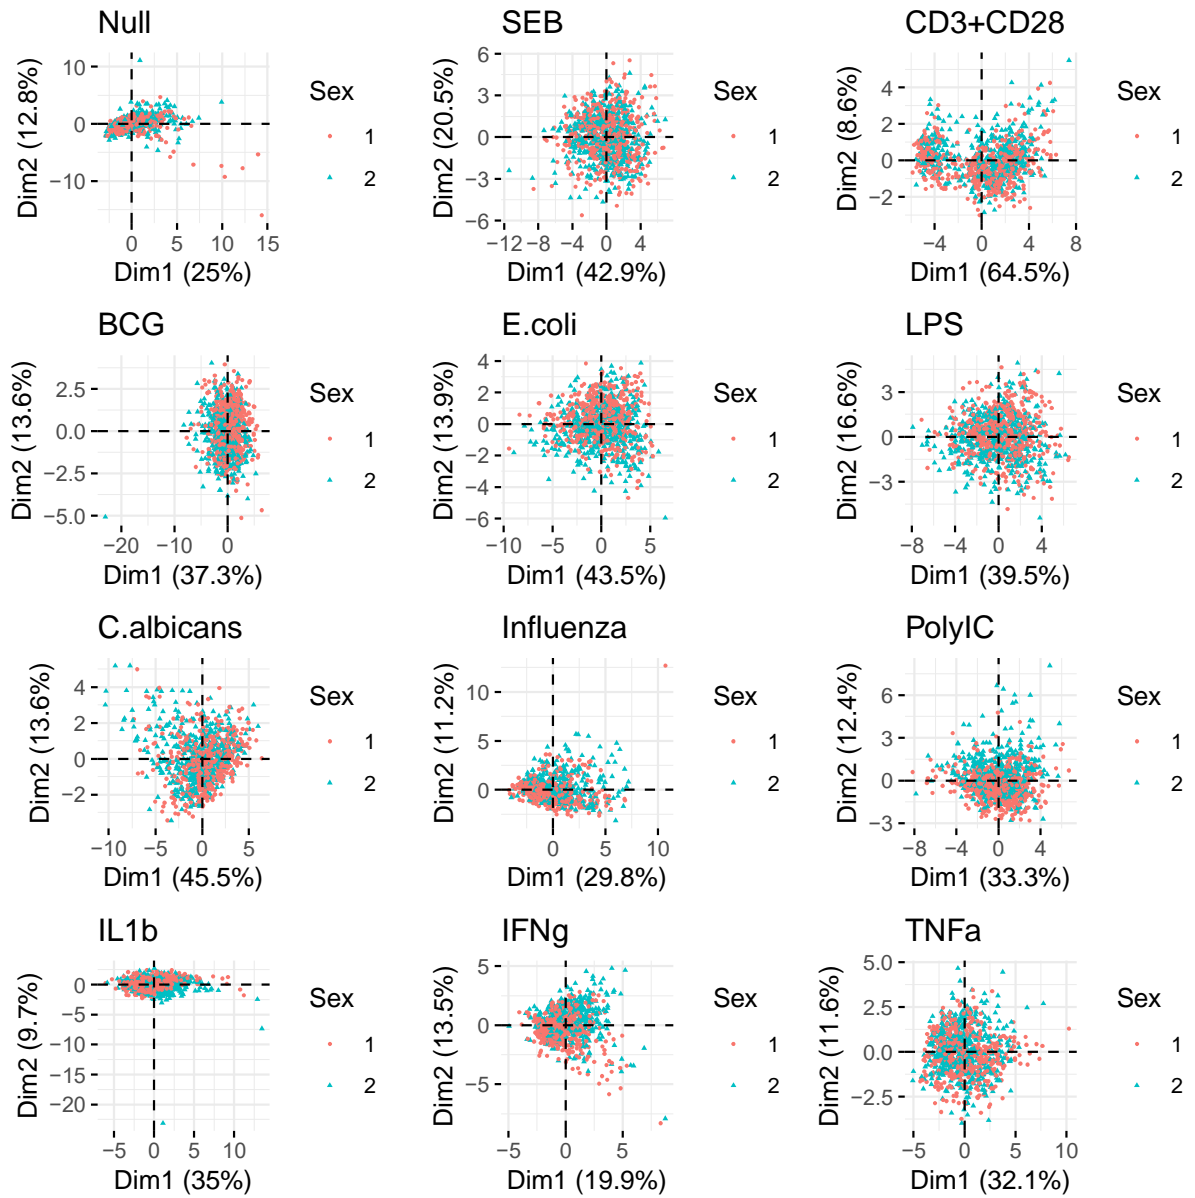 Null
Dim2 (12.8%)
10
0
−10
0 5 10 15
Dim1 (25%)
Sex
1
2
SEB
Dim2 (20.5%)
6
3
0
−3
−6
−12 −8 −4 0 4
Dim1 (42.9%)
Sex
1
2
CD3+CD28
Dim2 (8.6%)
4
2
0
−2
−4 0 4 8
Dim1 (64.5%)
Sex
1
2
BCG
Dim2 (13.6%)
2.5
0.0
−2.5
−5.0
−20 −10 0
Dim1 (37.3%)
Sex
1
2
E.coli
Dim2 (13.9%)
4
2
0
−2
−4
−6
−10 −5 0 5
Dim1 (43.5%)
Sex
1
2
LPS
Dim2 (16.6%)
3
0
−3
−8 −4 0 4
Dim1 (39.5%)
Sex
1
2
C.albicans
Dim2 (13.6%)
4
2
0
−2
−10 −5 0 5
Dim1 (45.5%)
Sex
1
2
Influenza
Dim2 (11.2%)
10
5
0
0 5 10
Dim1 (29.8%)
Sex
1
2
PolyIC
Dim2 (12.4%)
6
3
0
−3
−8 −4 0 4
Dim1 (33.3%)
Sex
1
2
IL1b
Dim2 (9.7%)
0
−5
−10
−15
−20
−5 0 5 10
Dim1 (35%)
Sex
1
2
IFNg
Dim2 (13.5%)
5
0
−5
−5 0 5
Dim1 (19.9%)
Sex
1
2
TNFa
Dim2 (11.6%)
5.0
2.5
0.0
−2.5
−5 0 5 10
Dim1 (32.1%)
Sex
1
2